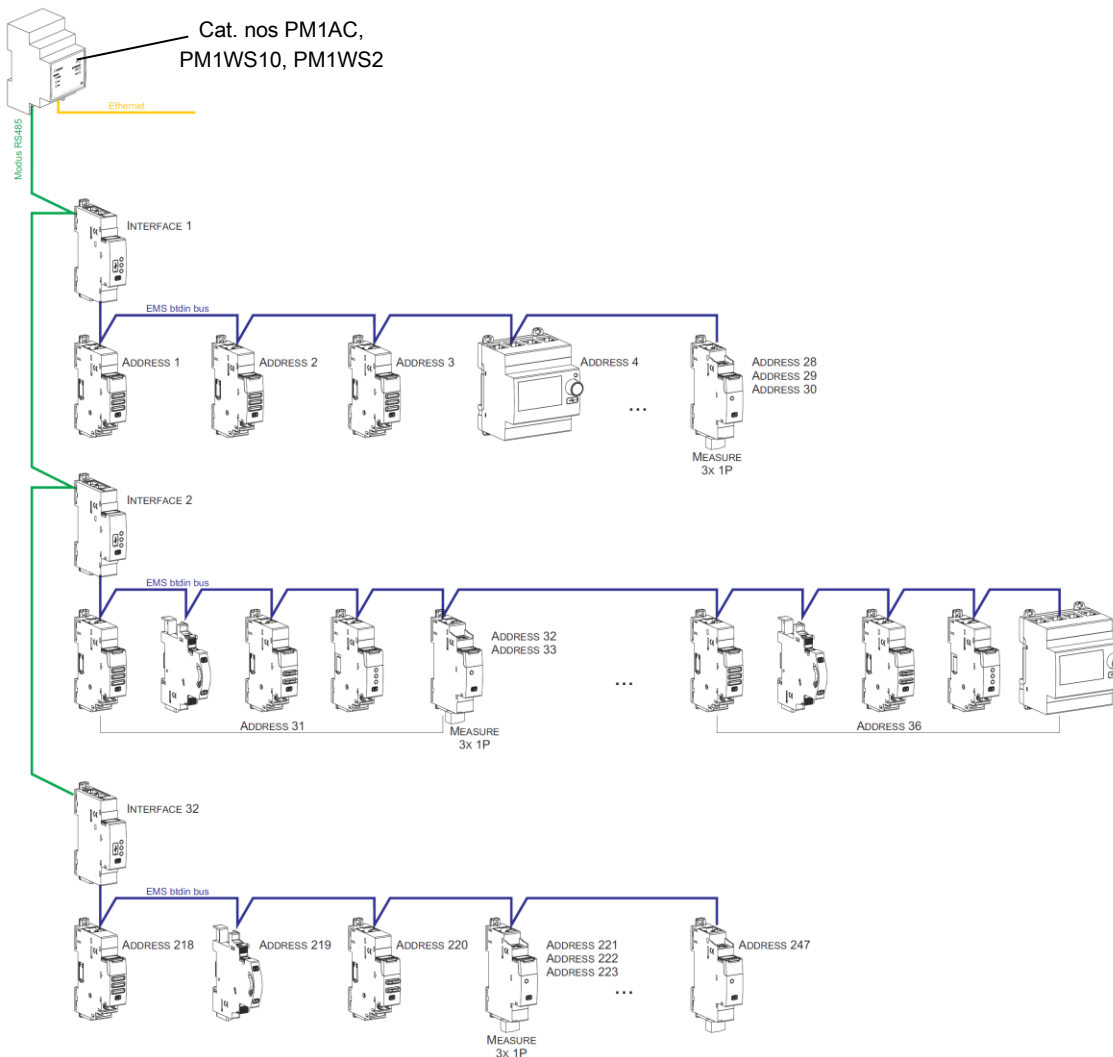 Cat. nos PM1AC,
PM1WS10, PM1WS2
Ethernet
Modus RS485
INTERFACE 1
EMS btdin bus
ADDRESS 1
ADDRESS 2
ADDRESS 3
ADDRESS 4
ADDRESS 28
ADDRESS 29
ADDRESS 30
...
MEASURE
3X 1P
INTERFACE 2
EMS btdin bus
ADDRESS 32
ADDRESS 33
...
ADDRESS 31
MEASURE
3X 1P
ADDRESS 36
INTERFACE 32
EMS btdin bus
ADDRESS 218
ADDRESS 219
ADDRESS 220
ADDRESS 221
ADDRESS 222
ADDRESS 223
...
ADDRESS 247
MEASURE
3X 1P